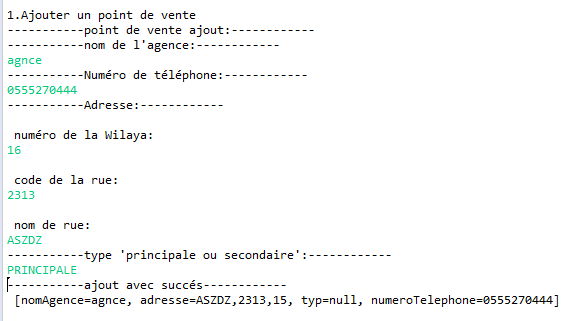 1.Ajouter un point de vente
-----------point de vente ajout:------------
-----------nom de l'agence:------------
agnce
-----------Numéro de téléphone:------------
0555270444
-----------Adresse:------------
numéro de la Wilaya:
16
code de la rue:
2313
nom de rue:
ASZDZ
-----------type 'principale ou secondaire':------------
PRINCIPALE
-----------ajout avec succés------------
[nomAgence=agnce, adresse=ASZDZ,2313,15, typ=null, numeroTelephone=0555270444]